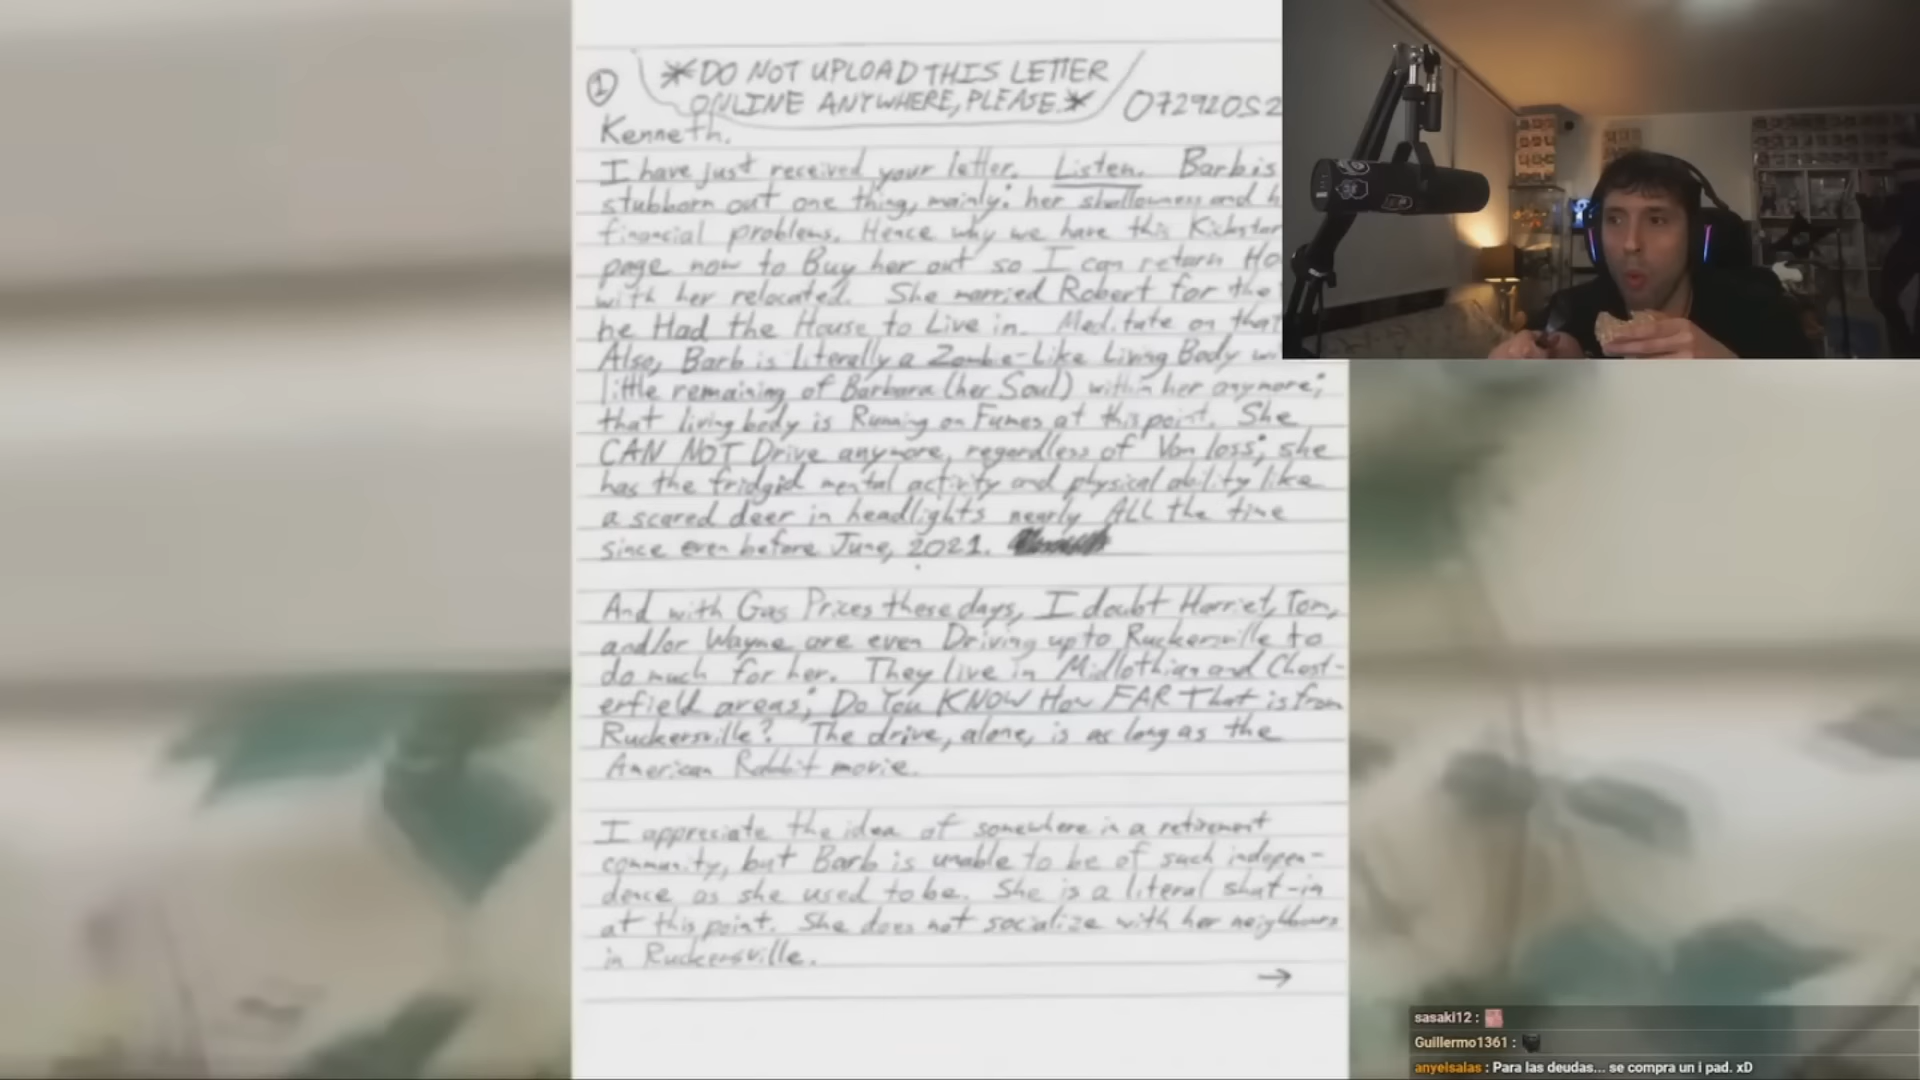 1
*DO NOT UPLOAD THIS LETTER
ONLINE ANYWHERE, PLEASE.*
072920S2
Kenneth.
I have just received your letter. Listen. Barb is
stubborn out one thing, mainly: her shallowness and h
financial problems. Hence why we have this Kickstar
page now to Buy her out so I can return Ho
with her relocated. She married Robert for the
he Had the House to Live in. Meditate on that
Also, Barb is Literally a Zombie-Like Living Body wi
little remaining of Barbara (her Soul) within her anymore;
that living body is Running on Fumes at this point. She
CAN NOT Drive anymore, regardless of Van loss; she
has the fridgid mental activity and physical ability like
a scared deer in headlights nearly ALL the time
since even before June, 2021.
And with Gas Prices these days, I doubt Harriet, Tom,
and/or Wayne are even Driving up to Ruckersville to
do much for her. They live in Midlothian and Chest-
erfield areas; Do You KNOW How FAR That is from
Ruckersville? The drive, alone, is as long as the
American Rabbit movie.
I appreciate the idea of somewhere in a retirement
community, but Barb is unable to be of such indepen-
dence as she used to be. She is a literal shut-in
at this point. She does not socialize with her neighbours
in Ruckersville.
→
sasaki12 :
Guillermo1361 :
anyelsalas : Para las deudas... se compra un i pad. xD